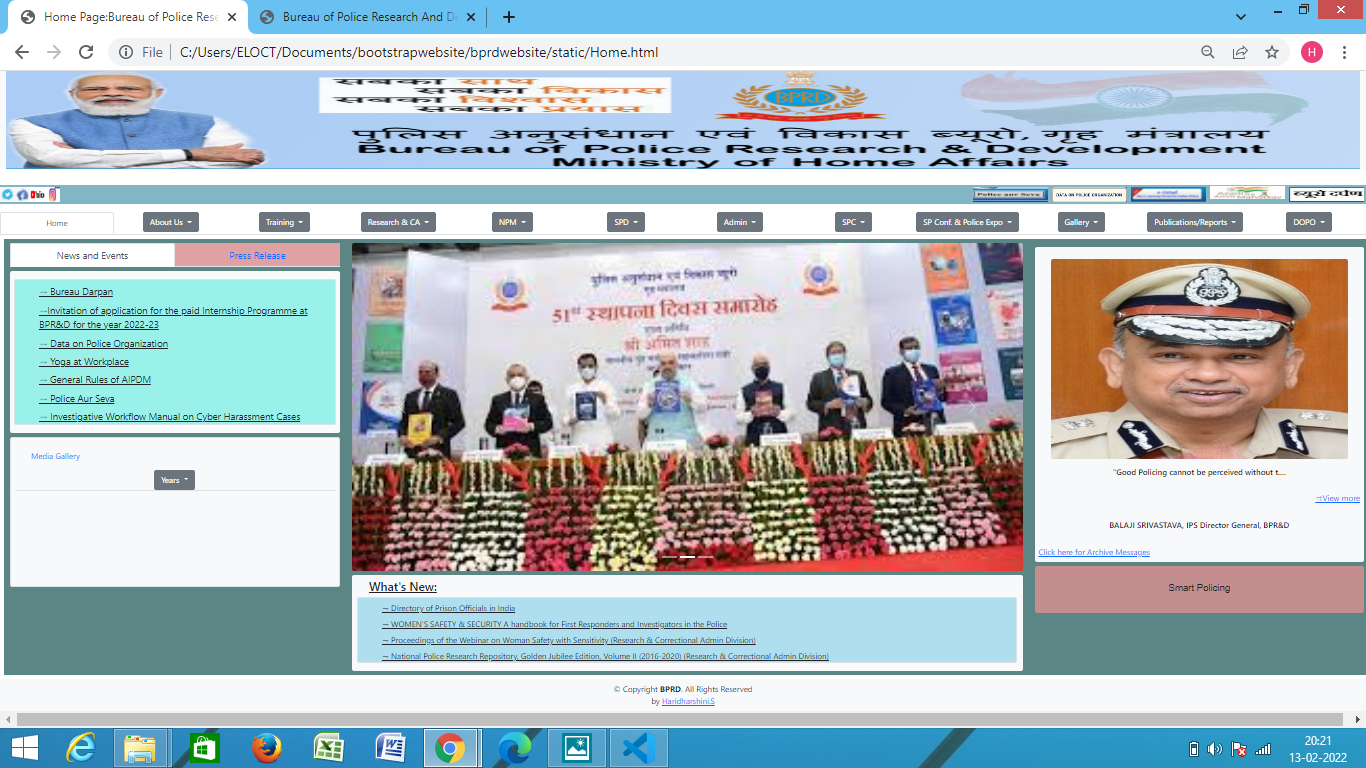 Home Page:Bureau of Police Rese
Bureau of Police Research And D
File
C:/Users/ELOCT/Documents/bootstrapwebsite/bprdwebsite/static/Home.html
H
सबका साथ
सबका विकास
सबका विश्वास
सबका प्रयास
BPRD
पुलिस अनुसंधान एवं विकास ब्यूरो, गृह मंत्रालय
Bureau of Police Research & Development
Ministry of Home Affairs
Police aur Seva
DATA ON POLICE ORGANIZATION
ब्यूरो दर्पण
Home
About Us
Training
Research & CA
NPM
SPD
Admin
SPC
SP Conf. & Police Expo
Gallery
Publications/Reports
DOPO
News and Events
Press Release
→ Bureau Darpan
→Invitation of application for the paid Internship Programme at
BPR&D for the year 2022-23
→ Data on Police Organization
→ Yoga at Workplace
→ General Rules of AIPDM
→ Police Aur Seva
→ Investigative Workflow Manual on Cyber Harassment Cases
Media Gallery
Years
पुलिस अनुसंधान एवं विकास ब्यूरो
गृह मंत्रालय
51वां स्थापना दिवस समारोह
मुख्य अतिथि
श्री अमित शाह
What's New:
→ Directory of Prison Officials in India
→ WOMEN'S SAFETY & SECURITY A handbook for First Responders and Investigators in the Police
→ Proceedings of the Webinar on Woman Safety with Sensitivity (Research & Correctional Admin Division)
→ National Police Research Repository, Golden Jubilee Edition, Volume II (2016-2020) (Research & Correctional Admin Division)
"Good Policing cannot be perceived without t....
→View more
BALAJI SRIVASTAVA, IPS Director General, BPR&D
Click here for Archive Messages
Smart Policing
© Copyright BPRD. All Rights Reserved
by Haridharshini.S
20:21
13-02-2022